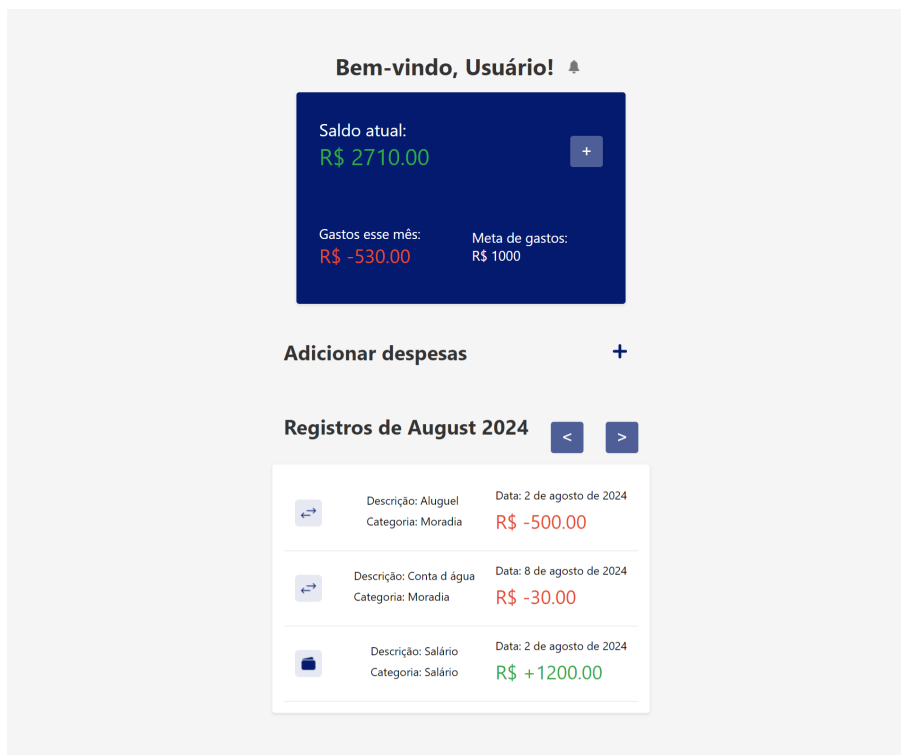 Bem-vindo, Usuário!
Saldo atual:
R$ 2710.00
+
Gastos esse mês:
R$ -530.00
Meta de gastos:
R$ 1000
Adicionar despesas
+
Registros de August 2024
<
>
Descrição: Aluguel
Categoria: Moradia
Data: 2 de agosto de 2024
R$ -500.00
Descrição: Conta d água
Categoria: Moradia
Data: 8 de agosto de 2024
R$ -30.00
Descrição: Salário
Categoria: Salário
Data: 2 de agosto de 2024
R$ +1200.00